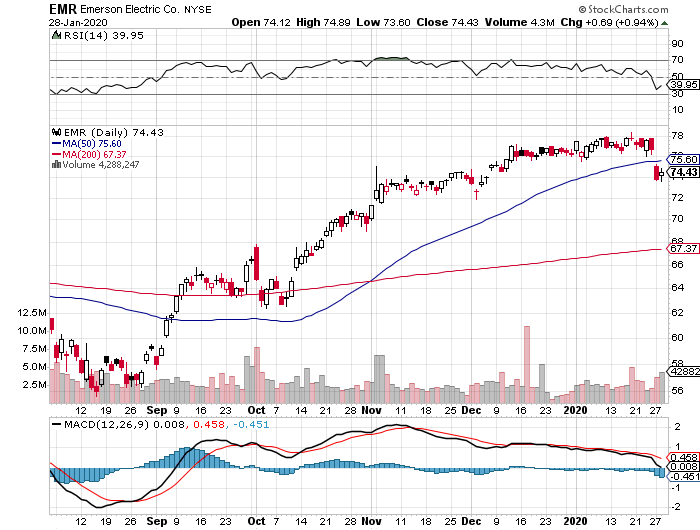 EMR Emerson Electric Co. NYSE © StockCharts.com
28-Jan-2020 Open 74.12 High 74.89 Low 73.60 Close 74.43 Volume 4.3M Chg +0.69 (+0.94%)
RSI(14) 39.95
90
70
50
39.95
30
10
EMR (Daily) 74.43
MA(50) 75.60
MA(200) 67.37
Volume 4,288,247
78
76
75.60
74.43
72
70
68
67.37
66
64
62
60
58
56
12.5M
10.0M
7.5M
5.0M
2.5M
42882
12 19 26 Sep 9 16 23 Oct 7 14 21 28 Nov 11 18 25 Dec 9 16 23 2020 13 21 27
MACD(12,26,9) 0.008, 0.458, -0.451
2
1
0.458
0.008
-0.451
-1
-2
12 19 26 Sep 9 16 23 Oct 7 14 21 28 Nov 11 18 25 Dec 9 16 23 2020 13 21 27